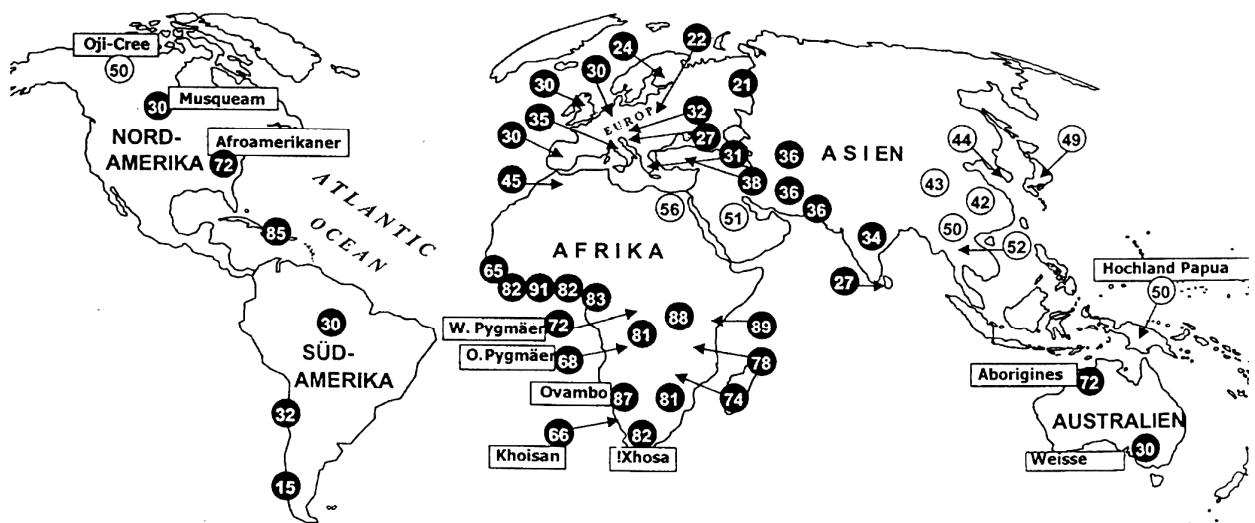 Oji-Cree
50
30
Musqueam
NORD-
AMERIKA
Afroamerikaner
72
85
ATLANTIC
OCEAN
30
SÜD-
AMERIKA
32
15
24
22
30
30
21
EUROP
35
32
30
27
31
45
38
56
51
36
36
36
ASIEN
44
49
43
42
34
50
52
27
AFRIKA
65
82
91
82
83
W. Pygmäer
72
88
89
81
O.Pygmäer
68
78
Ovambo
87
81
74
66
82
Khoisan
!Xhosa
Hochland Papua
50
Aborigines
72
AUSTRALIEN
Weisse
30